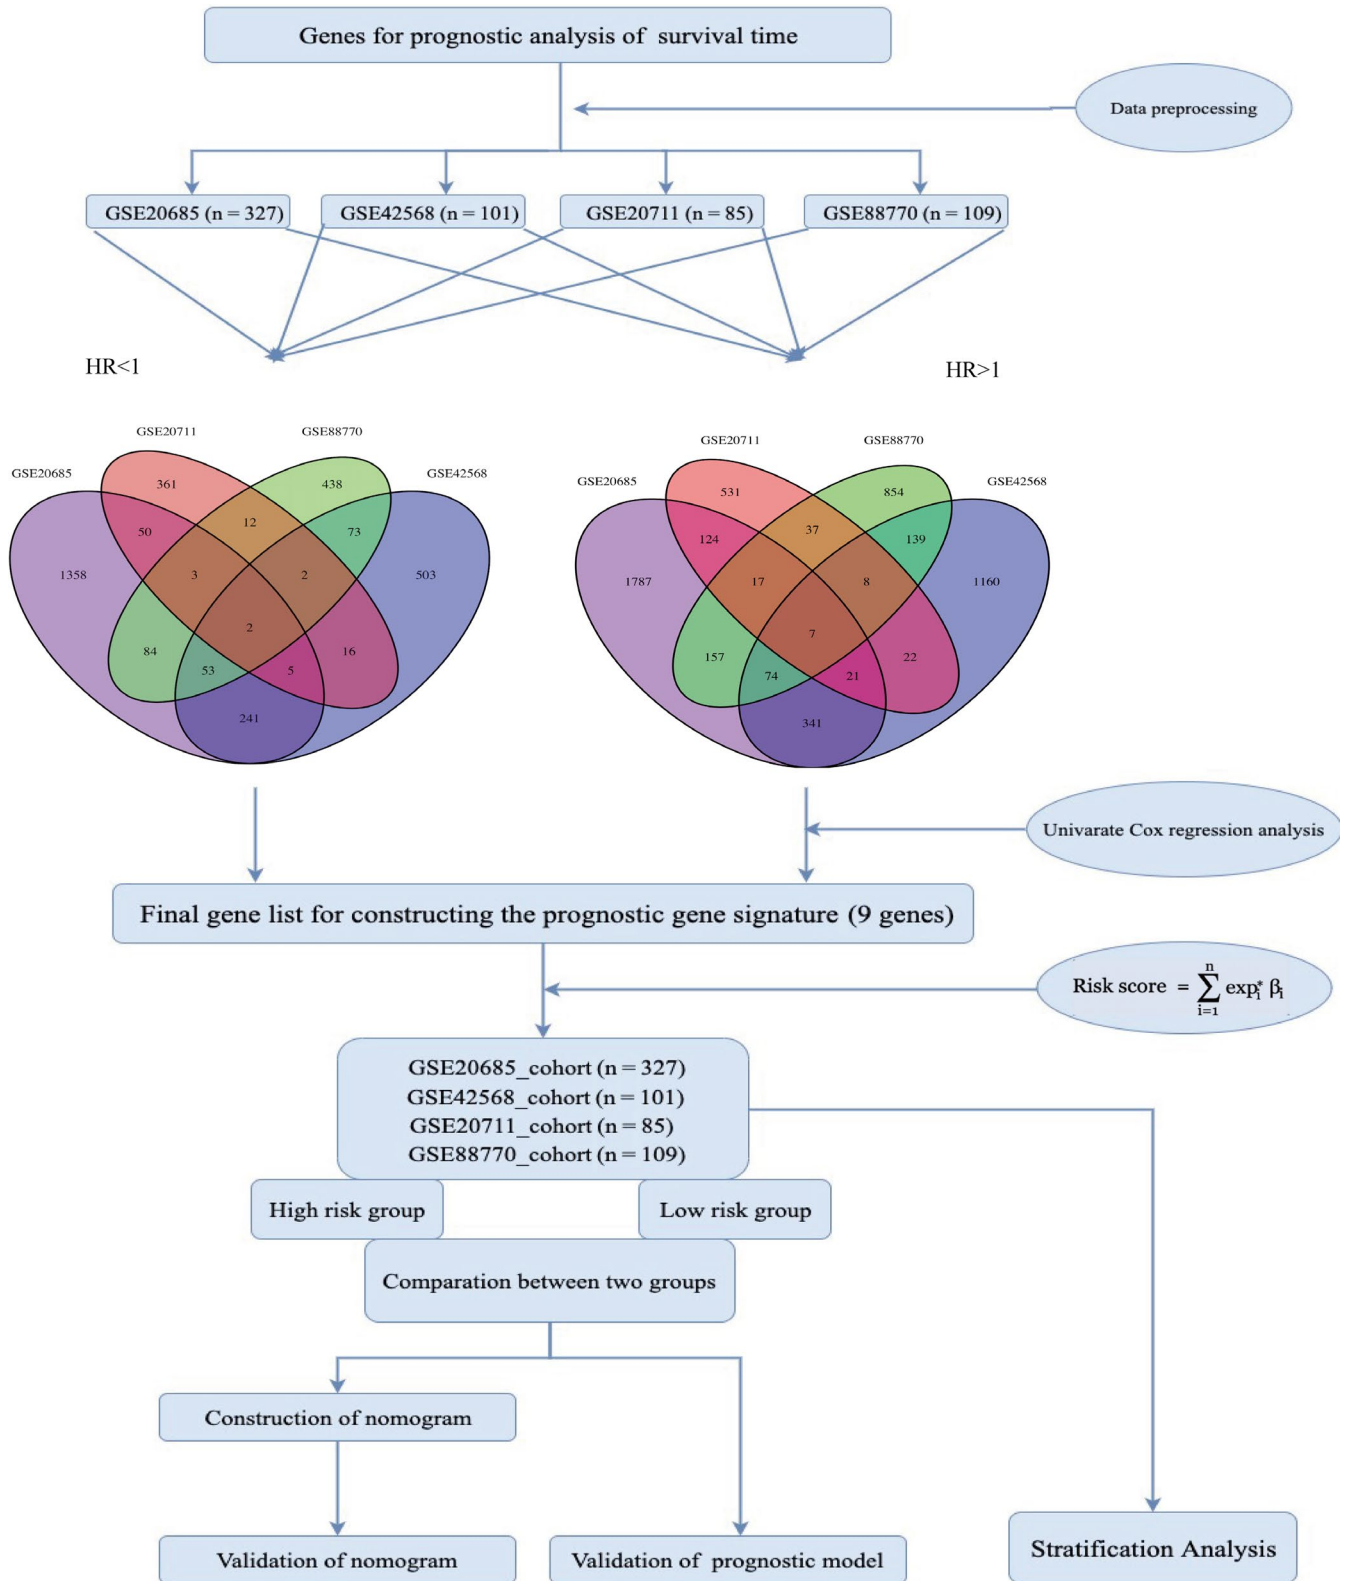 Genes for prognostic analysis of survival time
Data preprocessing
GSE20685 (n = 327)
GSE42568 (n = 101)
GSE20711 (n = 85)
GSE88770 (n = 109)
HR<1
HR>1
GSE20711
GSE88770
GSE20685
GSE42568
361
438
50
12
73
1358
3
2
503
2
84
53
5
16
241
GSE20711
GSE88770
GSE20685
GSE42568
531
854
124
37
139
1787
17
8
1160
7
157
74
21
22
341
Univarate Cox regression analysis
Final gene list for constructing the prognostic gene signature (9 genes)
Risk score = ∑ⁿᵢ₌₁ expᵢ* βᵢ
GSE20685_cohort (n = 327)
GSE42568_cohort (n = 101)
GSE20711_cohort (n = 85)
GSE88770_cohort (n = 109)
High risk group
Low risk group
Comparation between two groups
Construction of nomogram
Validation of nomogram
Validation of prognostic model
Stratification Analysis